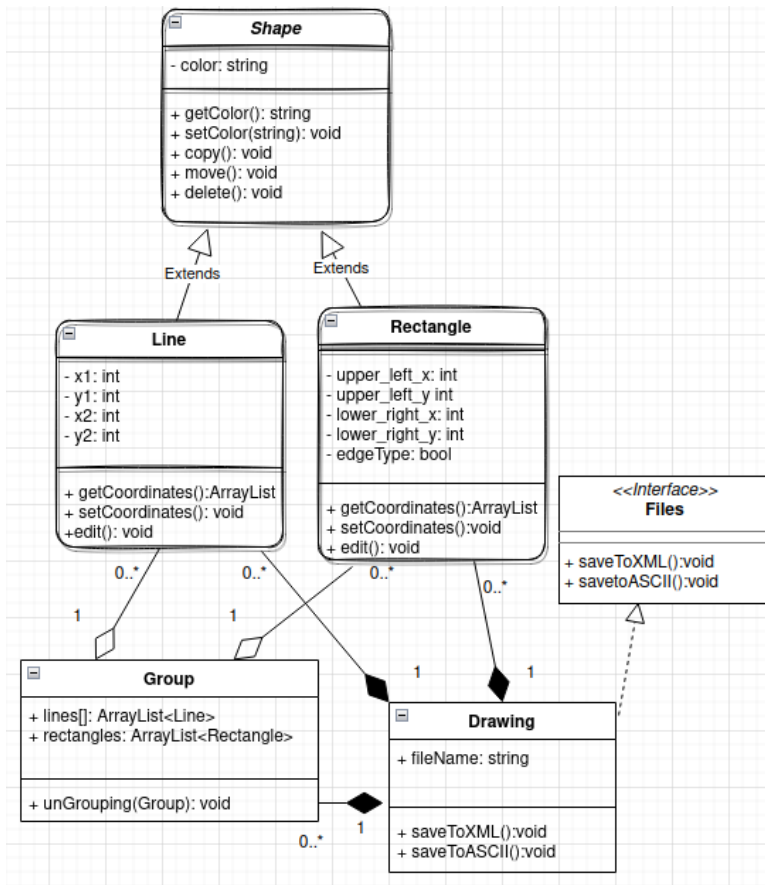 Shape
- color: string
+ getColor(): string
+ setColor(string): void
+ copy(): void
+ move(): void
+ delete(): void
Extends
Extends
Line
- x1: int
- y1: int
- x2: int
- y2: int
+ getCoordinates():ArrayList
+ setCoordinates(): void
+edit(): void
Rectangle
- upper_left_x: int
- upper_left_y int
- lower_right_x: int
- lower_right_y: int
- edgeType: bool
+ getCoordinates():ArrayList
+ setCoordinates():void
+ edit(): void
<<Interface>>
Files
+ saveToXML():void
+ savetoASCII():void
0..*
0..*
0..*
0..*
1
1
1
1
Group
+ lines[]: ArrayList<Line>
+ rectangles: ArrayList<Rectangle>
+ unGrouping(Group): void
0..*
1
Drawing
+ fileName: string
+ saveToXML():void
+ saveToASCII():void